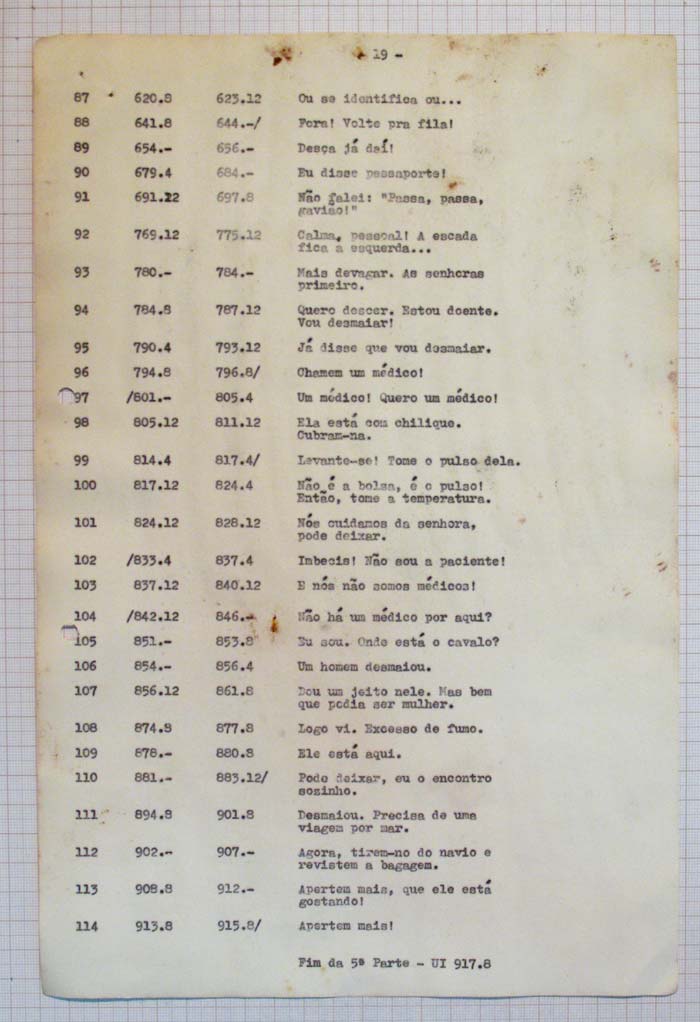 19 -
87 620.8 623.12 Ou se identifica ou...
88 641.8 644.-/ Fora! Volte pra fila!
89 654.- 656.- Desça já daí!
90 679.4 684.- Eu disse passaporte!
91 691.12 697.8 Não falei: "Passa, passa,
gavião!"
92 769.12 775.12 Calma, pessoal! A escada
fica a esquerda...
93 780.- 784.- Mais devagar. As senhoras
primeiro.
94 784.8 787.12 Quero descer. Estou doente.
Vou desmaiar!
95 790.4 793.12 Já disse que vou desmaiar.
96 794.8 796.8/ Chamem um médico!
97 /801.- 805.4 Um médico! Quero um médico!
98 805.12 811.12 Ela está com chilique.
Cubram-na.
99 814.4 817.4/ Levante-se! Tome o pulso dela.
100 817.12 824.4 Não é a bolsa, é o pulso!
Então, tome a temperatura.
101 824.12 828.12 Nós cuidamos da senhora,
pode deixar.
102 /833.4 837.4 Imbecis! Não sou a paciente!
103 837.12 840.12 E nós não somos médicos!
104 /842.12 846.- Não há um médico por aqui?
105 851.- 853.8 Eu sou. Onde está o cavalo?
106 854.- 856.4 Um homem desmaiou.
107 856.12 861.8 Dou um jeito nele. Mas bem
que podia ser mulher.
108 874.8 877.8 Logo vi. Excesso de fumo.
109 878.- 880.8 Ele está aqui.
110 881.- 883.12/ Pode deixar, eu o encontro
sozinho.
111 894.8 901.8 Desmaiou. Precisa de uma
viagem por mar.
112 902.- 907.- Agora, tirem-no do navio e
revistem a bagagem.
113 908.8 912.- Apertem mais, que ele está
gostando!
114 913.8 915.8/ Apertem mais!
Fim da 5ª Parte - UI 917.8